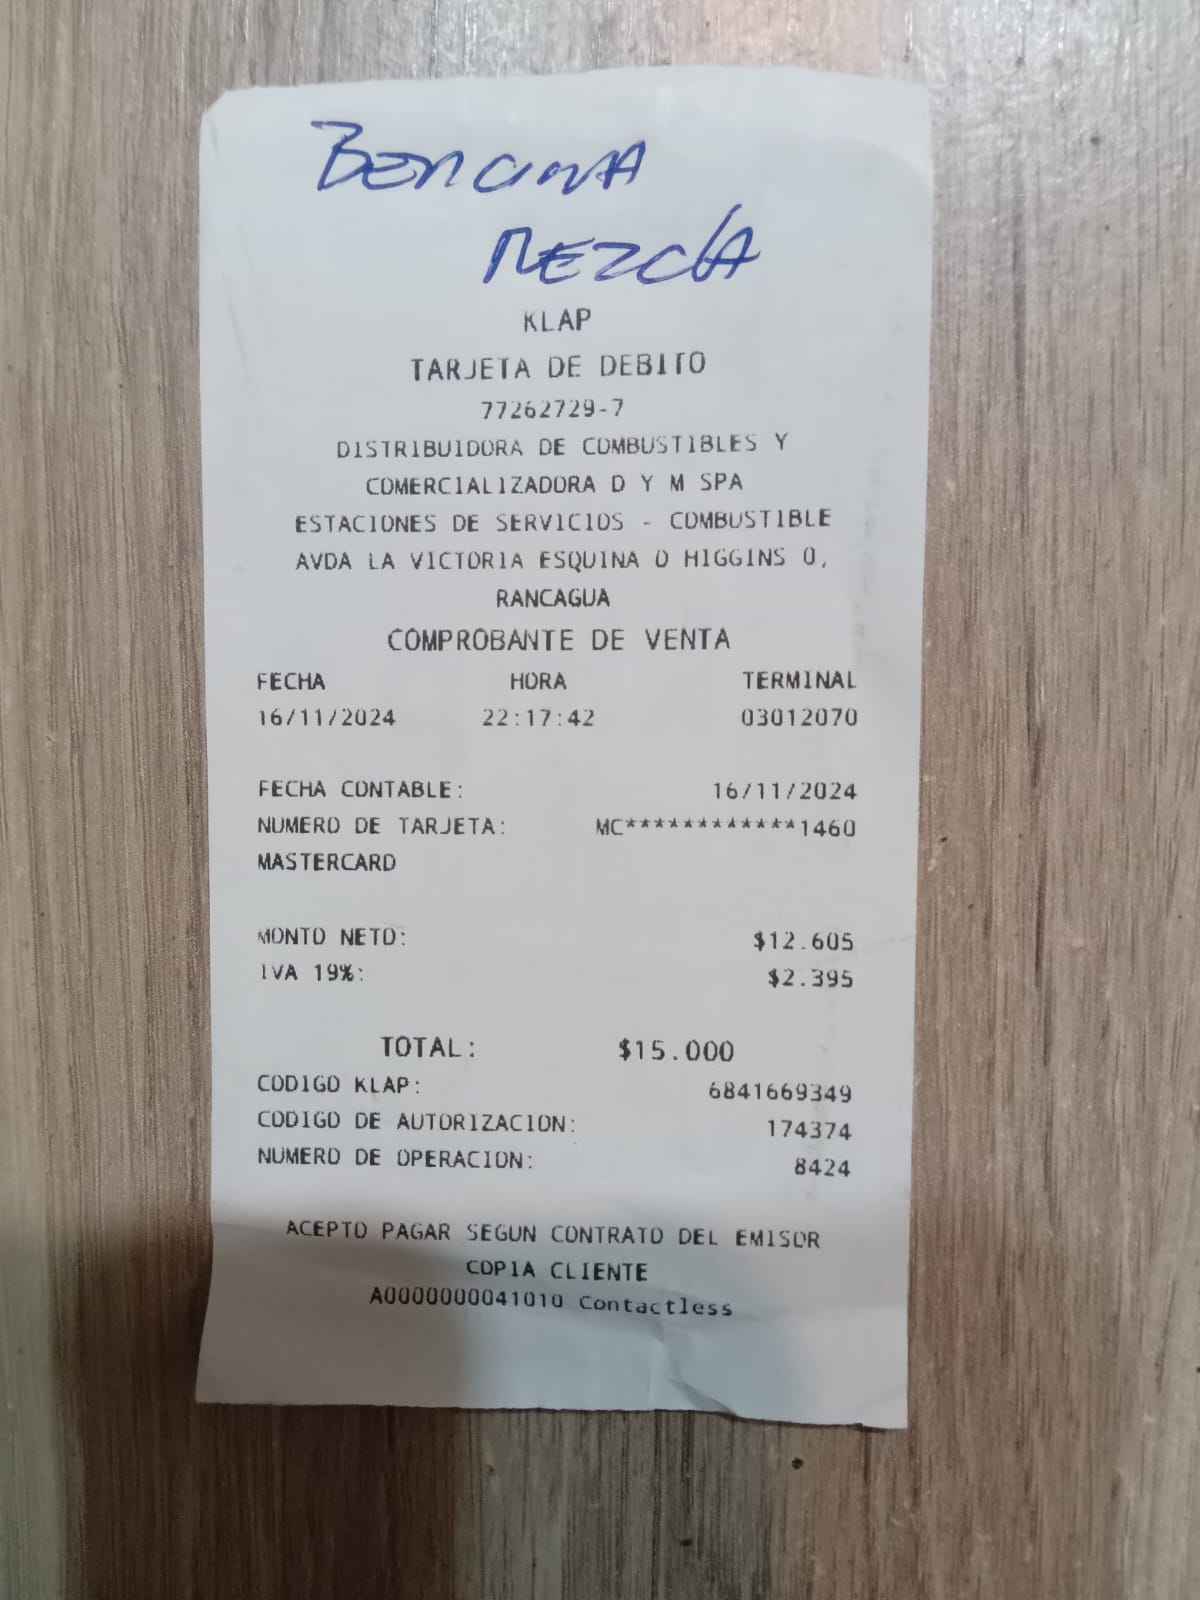 BENCINA
MEZCLA
KLAP
TARJETA DE DEBITO
77262729-7
DISTRIBUIDORA DE COMBUSTIBLES Y
COMERCIALIZADORA D Y M SPA
ESTACIONES DE SERVICIOS - COMBUSTIBLE
AVDA LA VICTORIA ESQUINA O HIGGINS 0,
RANCAGUA
COMPROBANTE DE VENTA
FECHA HORA TERMINAL
16/11/2024 22:17:42 03012070
FECHA CONTABLE: 16/11/2024
NUMERO DE TARJETA: MC************1460
MASTERCARD
MONTO NETO: $12.605
IVA 19%: $2.395
TOTAL: $15.000
CODIGO KLAP: 6841669349
CODIGO DE AUTORIZACION: 174374
NUMERO DE OPERACION: 8424
ACEPTO PAGAR SEGUN CONTRATO DEL EMISOR
COPIA CLIENTE
A0000000041010 Contactless